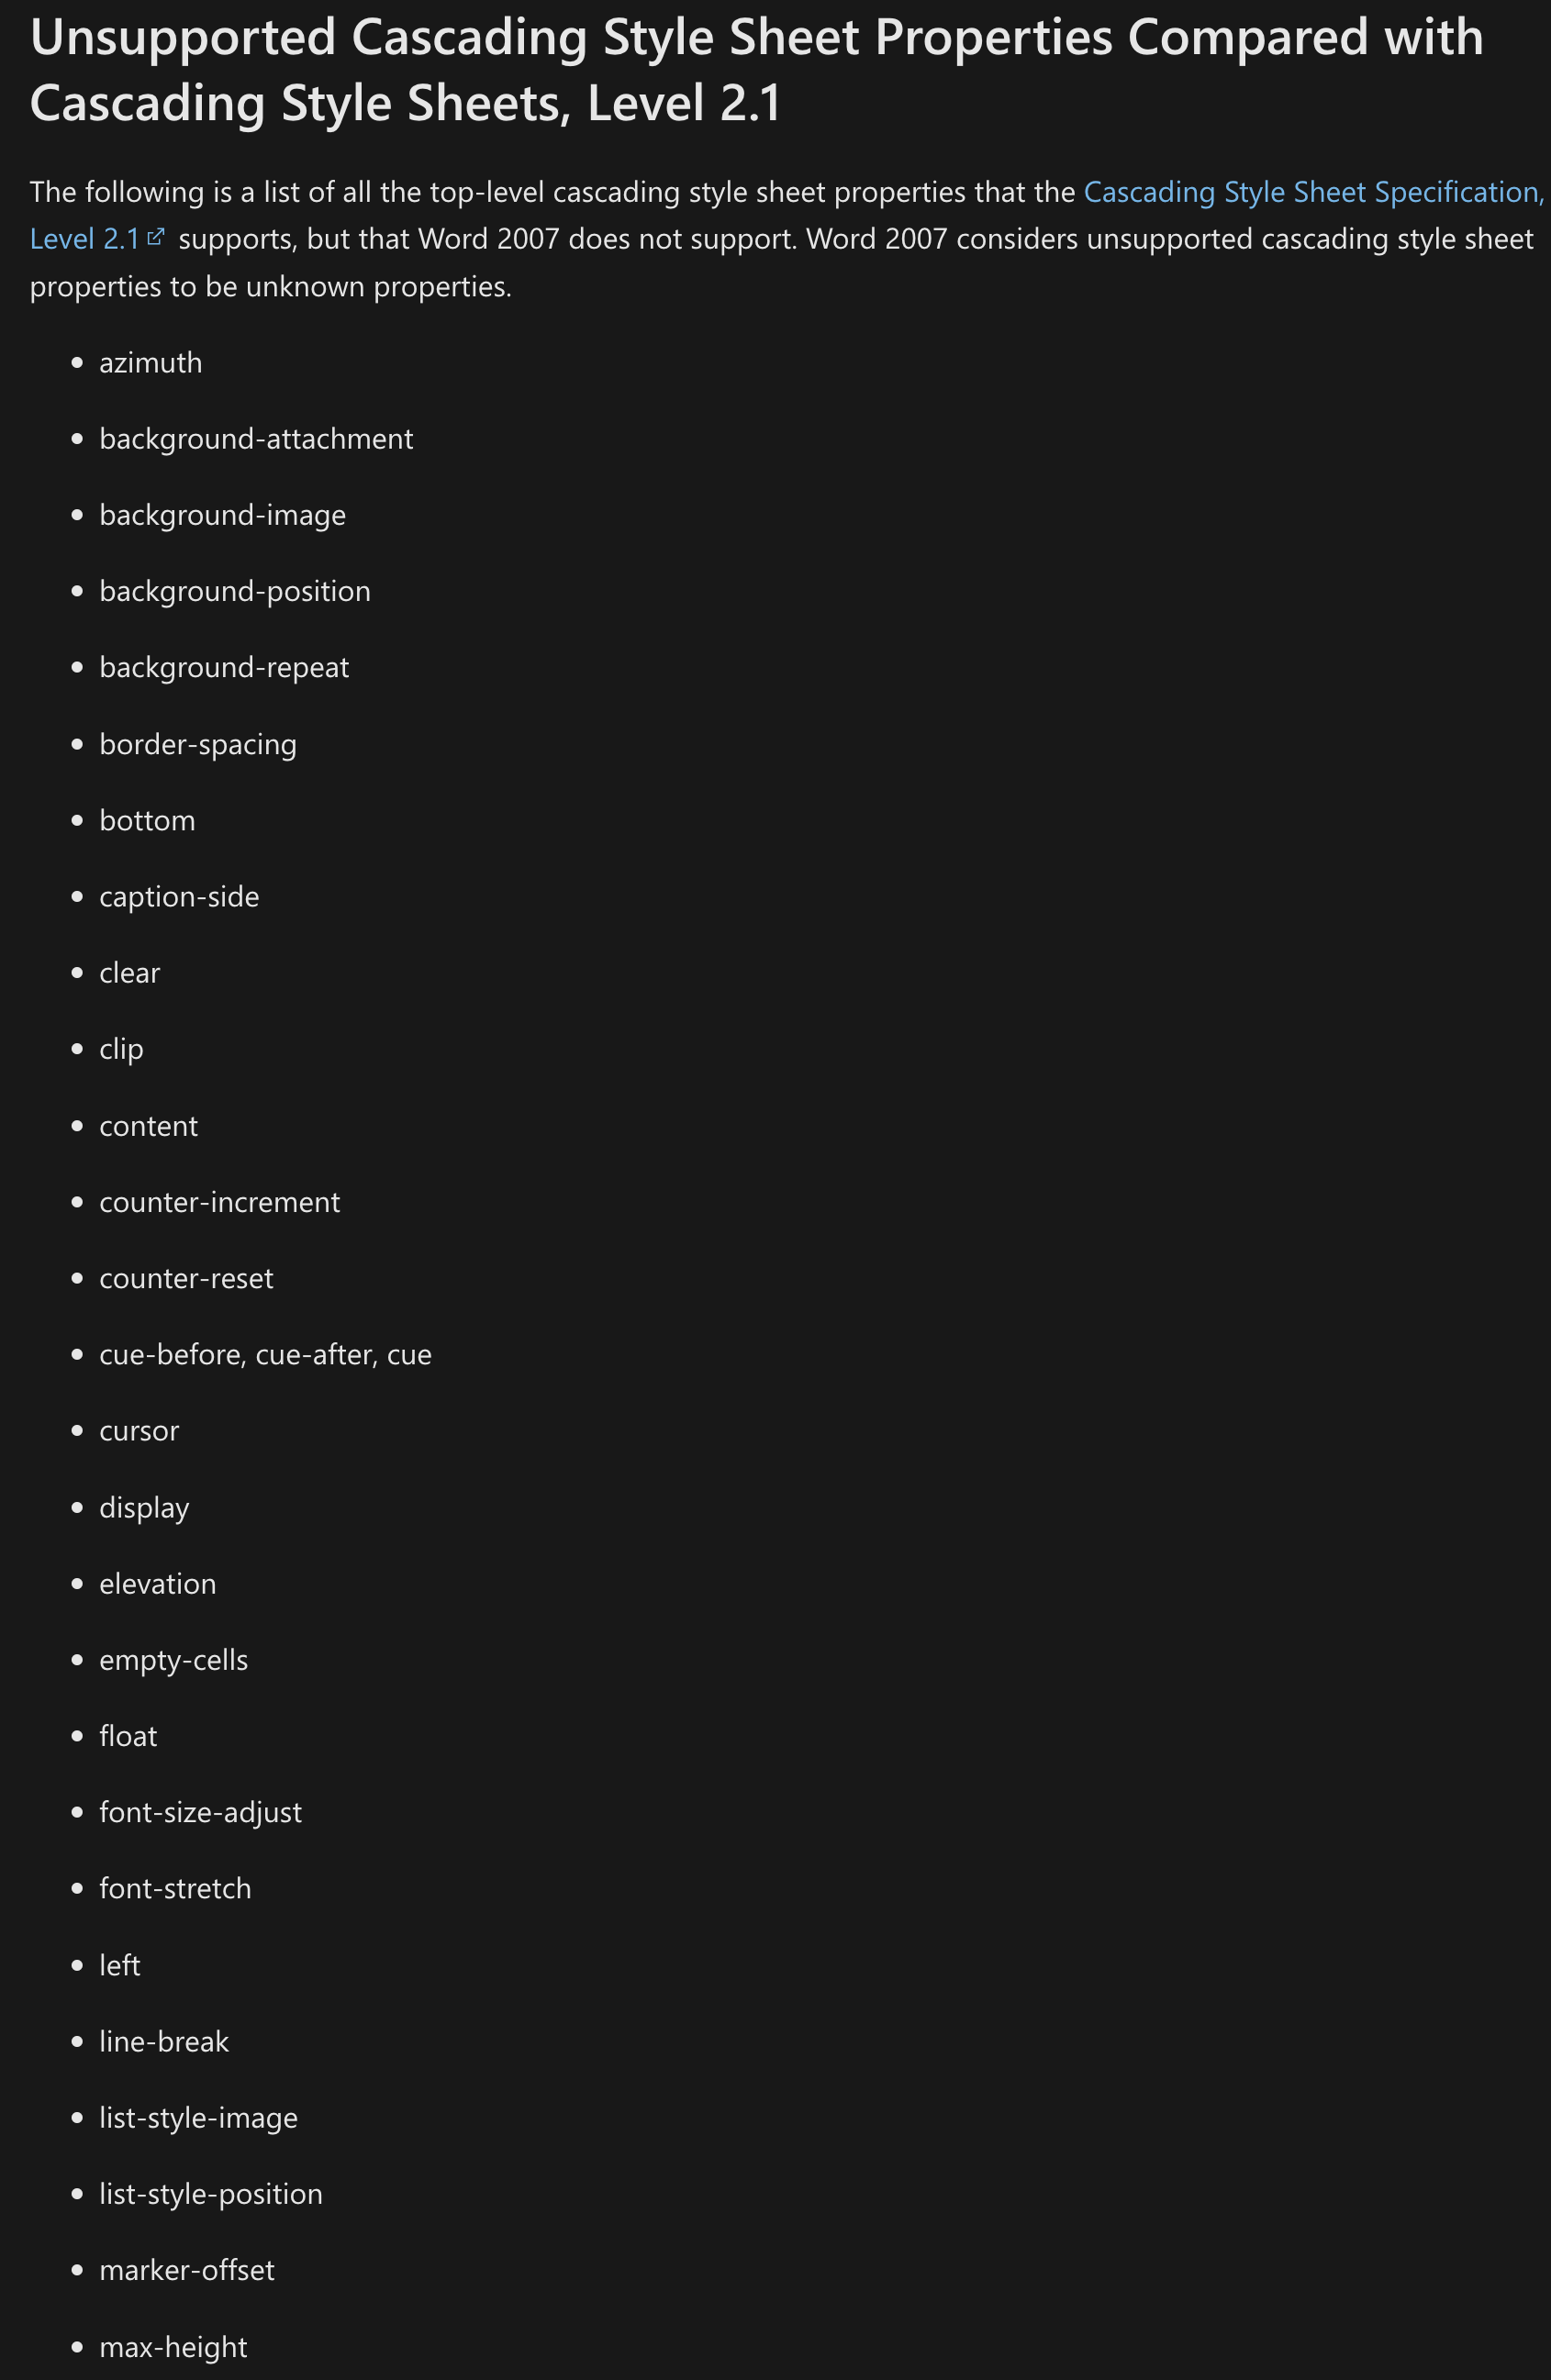 Unsupported Cascading Style Sheet Properties Compared with
Cascading Style Sheets, Level 2.1
The following is a list of all the top-level cascading style sheet properties that the Cascading Style Sheet Specification,
Level 2.1 supports, but that Word 2007 does not support. Word 2007 considers unsupported cascading style sheet
properties to be unknown properties.
• azimuth
• background-attachment
• background-image
• background-position
• background-repeat
• border-spacing
• bottom
• caption-side
• clear
• clip
• content
• counter-increment
• counter-reset
• cue-before, cue-after, cue
• cursor
• display
• elevation
• empty-cells
• float
• font-size-adjust
• font-stretch
• left
• line-break
• list-style-image
• list-style-position
• marker-offset
• max-height